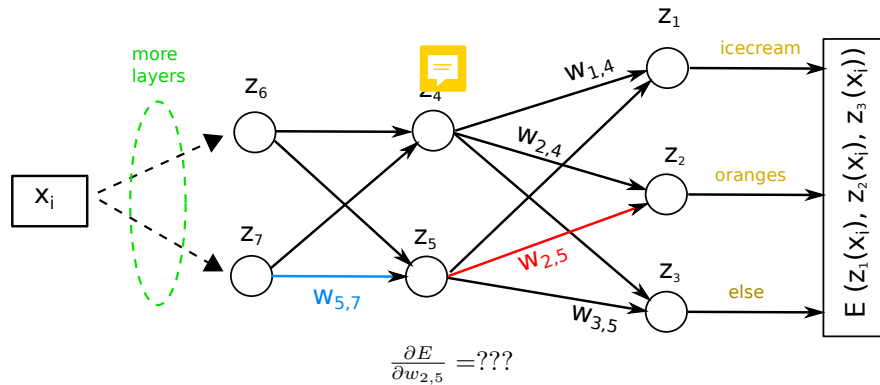 z₁
icecream
more
layers
z₆
z₄
w₁,₄
w₂,₄
z₂
oranges
xᵢ
z₇
z₅
w₂,₅
z₃
else
w₅,₇
w₃,₅
E (z₁(xᵢ), z₂(xᵢ), z₃(xᵢ))
∂E/∂w₂,₅ =???